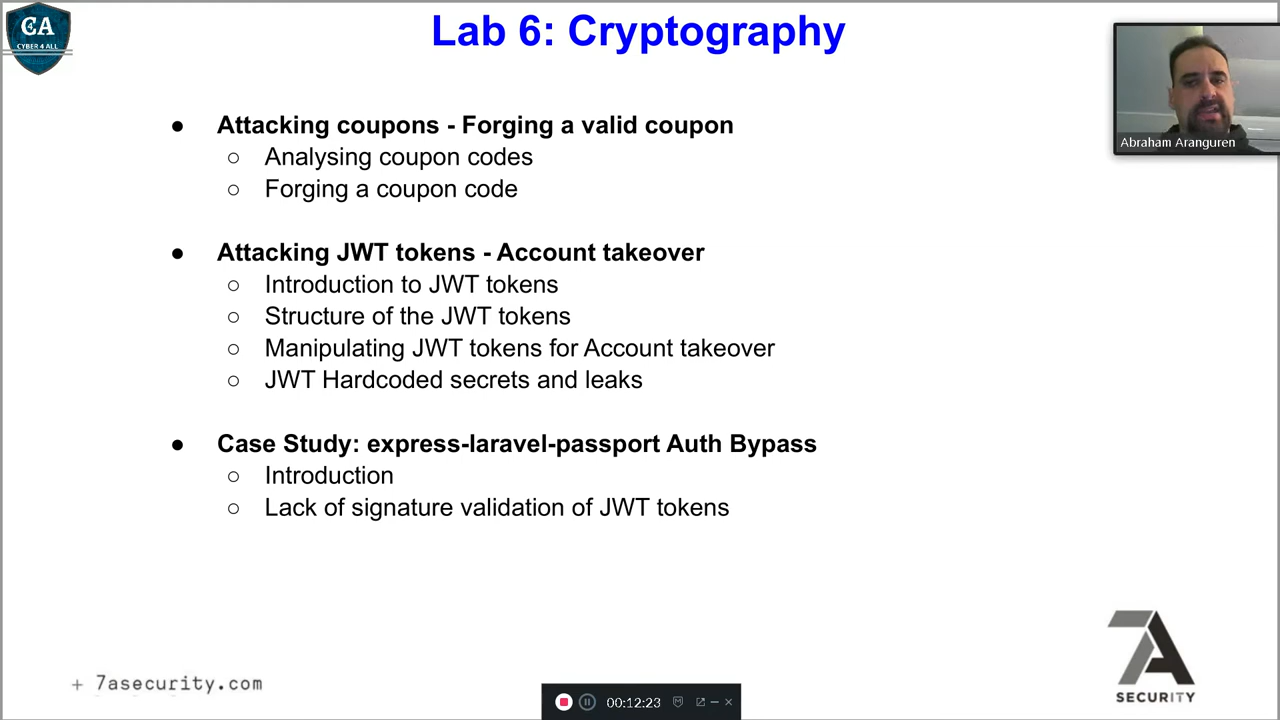 CA
CYBER 4 ALL
Lab 6: Cryptography
Abraham Aranguren
● Attacking coupons - Forging a valid coupon
○ Analysing coupon codes
○ Forging a coupon code
● Attacking JWT tokens - Account takeover
○ Introduction to JWT tokens
○ Structure of the JWT tokens
○ Manipulating JWT tokens for Account takeover
○ JWT Hardcoded secrets and leaks
● Case Study: express-laravel-passport Auth Bypass
○ Introduction
○ Lack of signature validation of JWT tokens
+ 7asecurity.com
00:12:23
7A
SECURITY